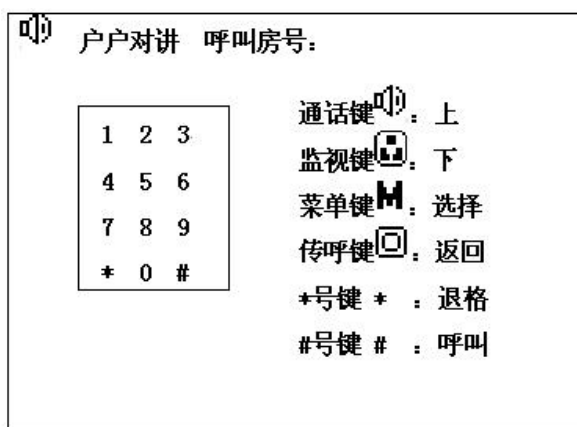 户户对讲 呼叫房号：
1 2 3
4 5 6
7 8 9
* 0 #
通话键：上
监视键：下
菜单键M：选择
传呼键：返回
*号键 * ：退格
#号键 # ：呼叫